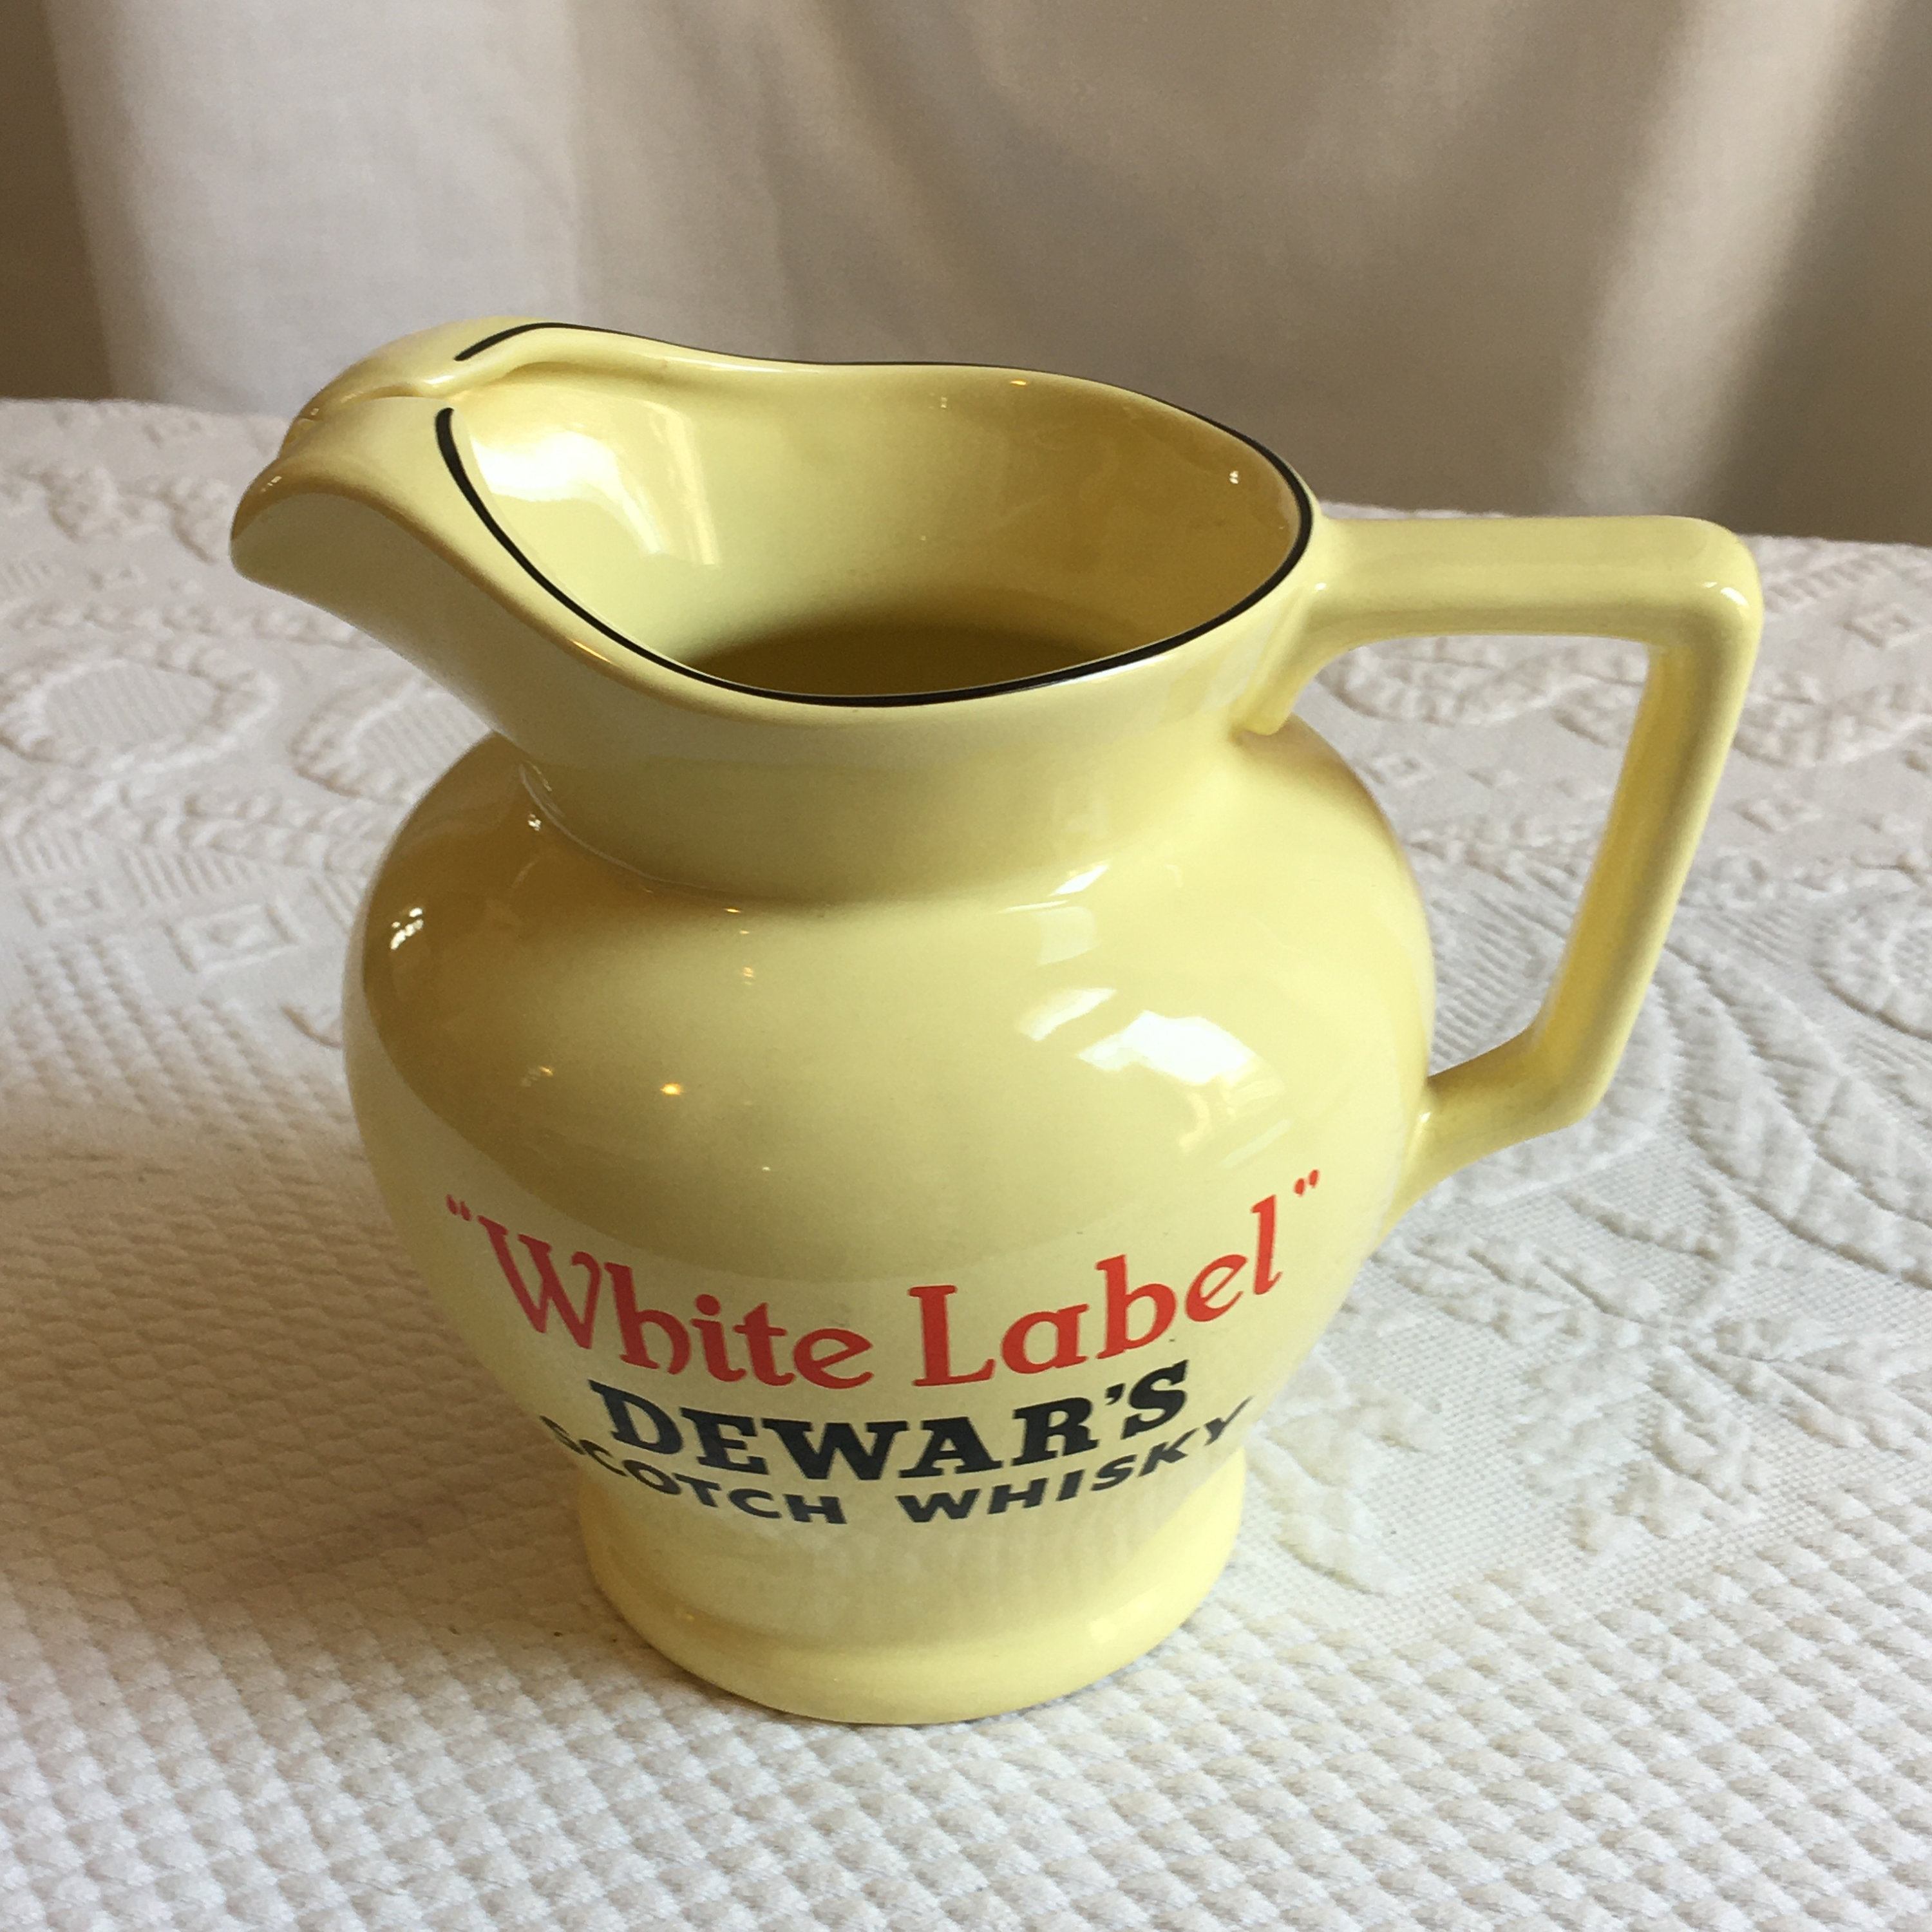 "White Label"
DEWAR'S
SCOTCH WHISKY